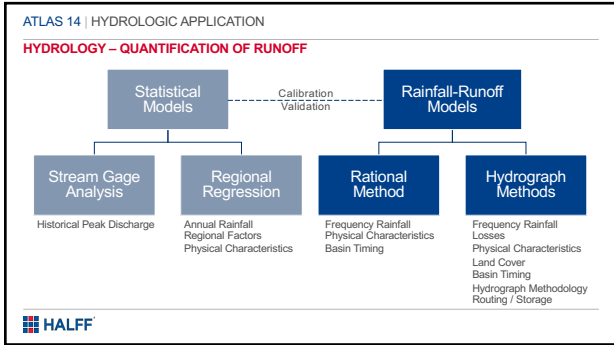 ATLAS 14 | HYDROLOGIC APPLICATION
HYDROLOGY – QUANTIFICATION OF RUNOFF
Statistical
Models
Calibration
Validation
Rainfall-Runoff
Models
Stream Gage
Analysis
Historical Peak Discharge
Regional
Regression
Annual Rainfall
Regional Factors
Physical Characteristics
Rational
Method
Frequency Rainfall
Physical Characteristics
Basin Timing
Hydrograph
Methods
Frequency Rainfall
Losses
Physical Characteristics
Land Cover
Basin Timing
Hydrograph Methodology
Routing / Storage
HALFF